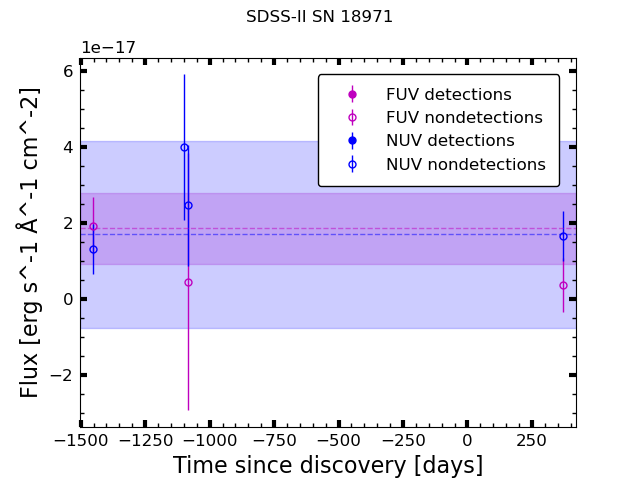 SDSS-II SN 18971
1e−17
FUV detections
FUV nondetections
NUV detections
NUV nondetections
6
4
2
0
−2
Flux [erg s^-1 Å^-1 cm^-2]
−1500 −1250 −1000 −750 −500 −250 0 250
Time since discovery [days]